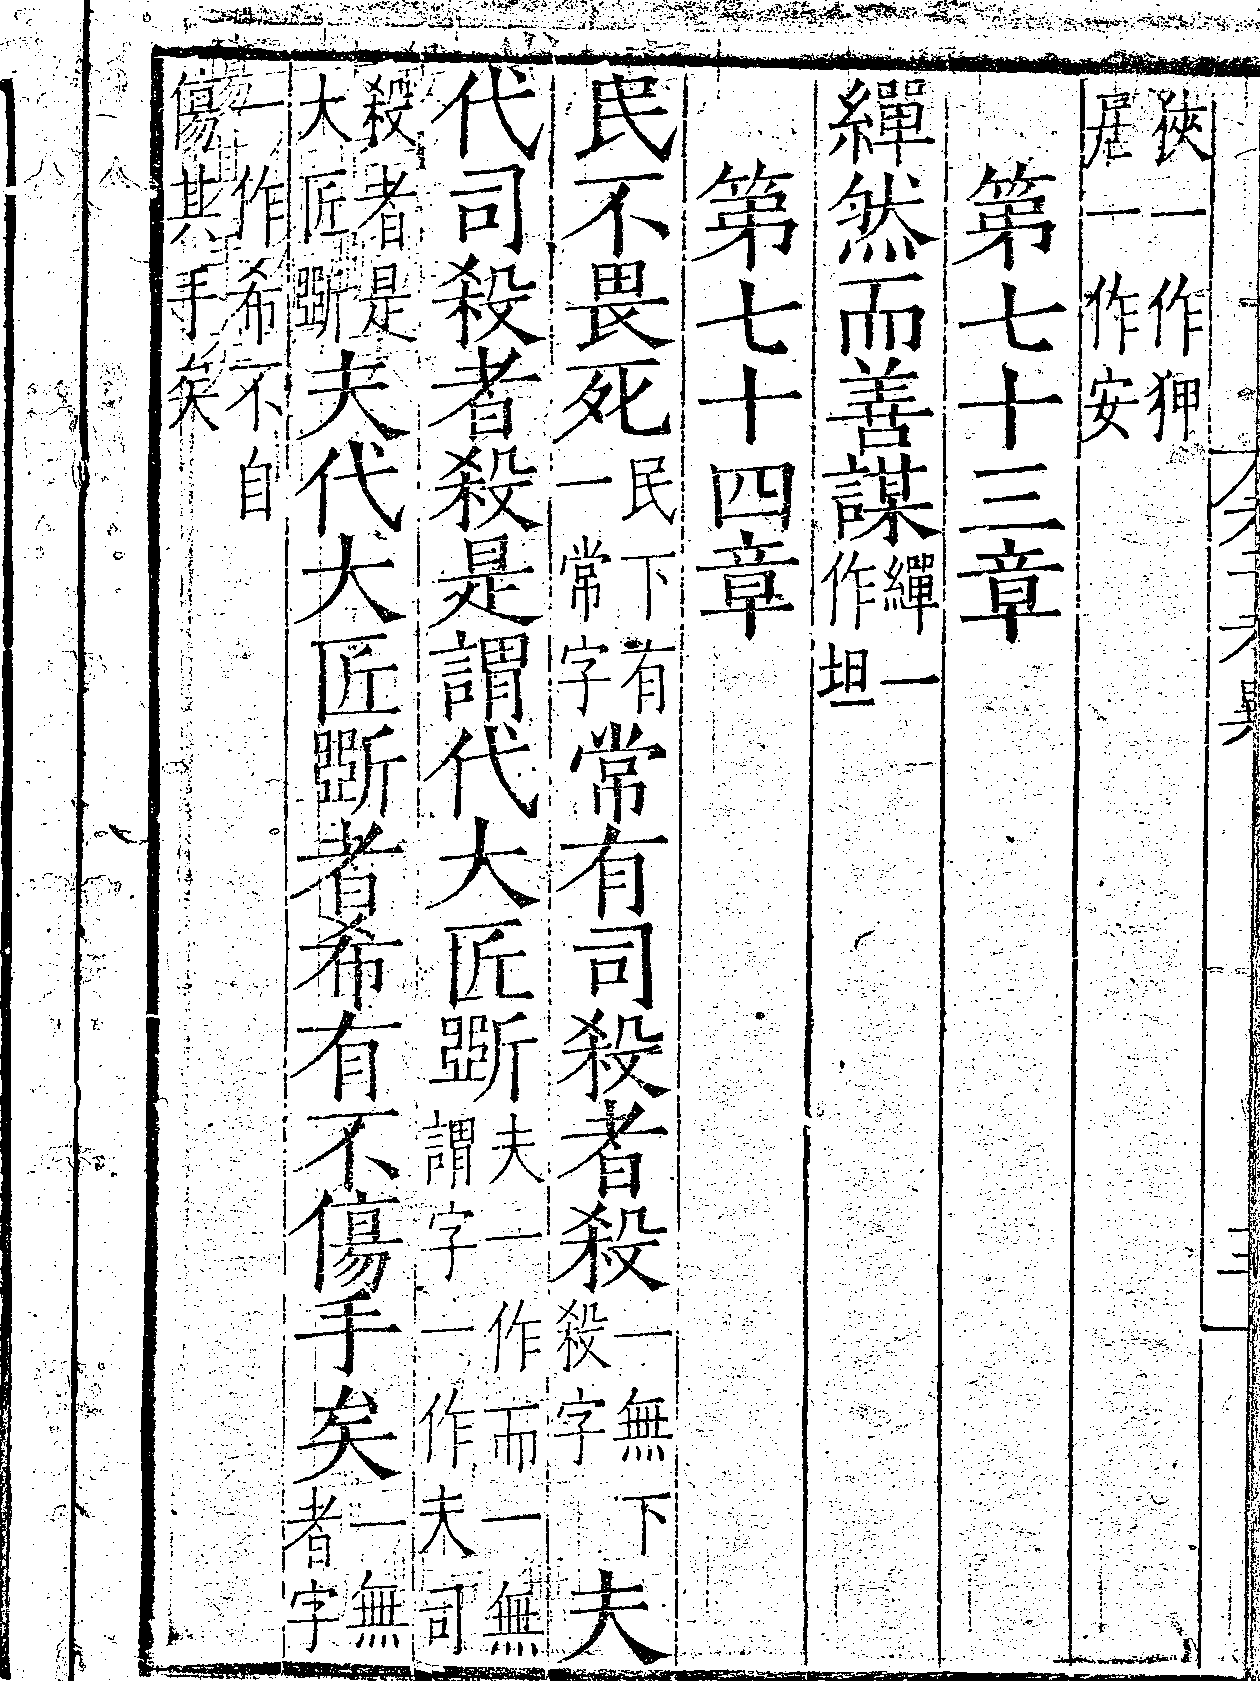 狹一作狎居一作安
第七十三章
繟然而善謀繟一作坦
第七十四章
民不畏死民下有一常字常有司殺者殺一無下殺字夫
代司殺者殺是謂代大匠斲夫一作而一無謂字一作夫司
殺者是大匠斲夫代大匠斲者希有不傷手矣一無者字
一作希不自傷其手矣